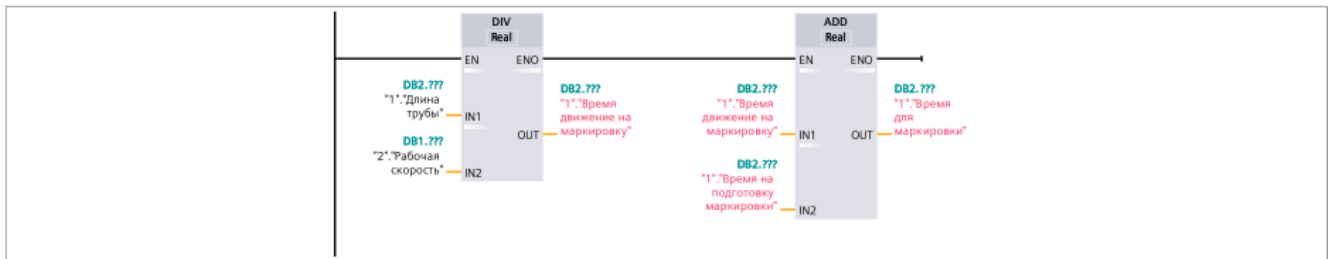 DIV
Real
EN ENO
DB2.???
"1"."Длина
трубы"
IN1
DB1.???
"2"."Рабочая
скорость"
IN2
OUT
DB2.???
"1"."Время
движение на
маркировку"
ADD
Real
EN ENO
DB2.???
"1"."Время
движение на
маркировку"
IN1
DB2.???
"1"."Время на
подготовку
маркировки"
IN2
OUT
DB2.???
"1"."Время
для
маркировки"